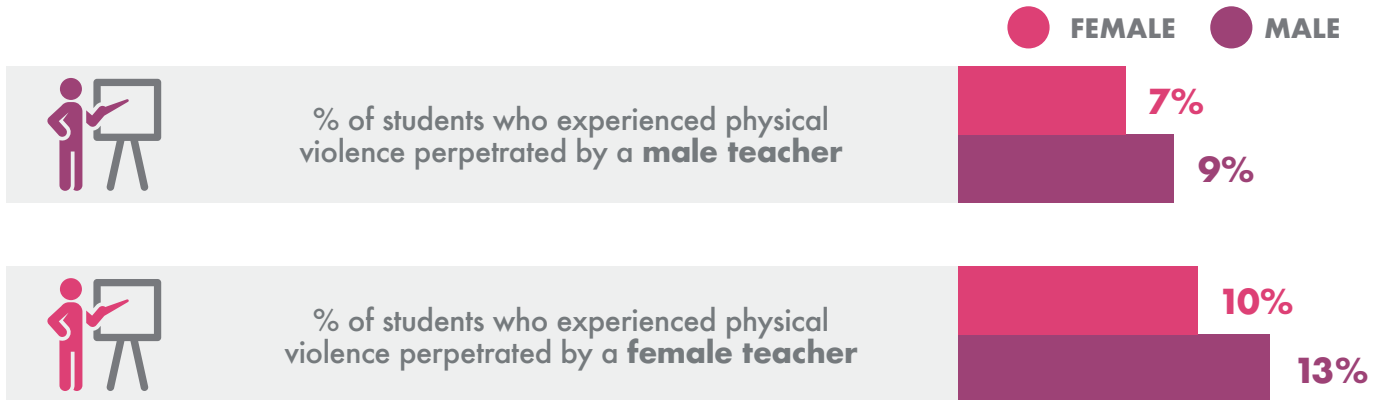 FEMALE MALE
% of students who experienced physical
violence perpetrated by a male teacher
7%
9%
% of students who experienced physical
violence perpetrated by a female teacher
10%
13%